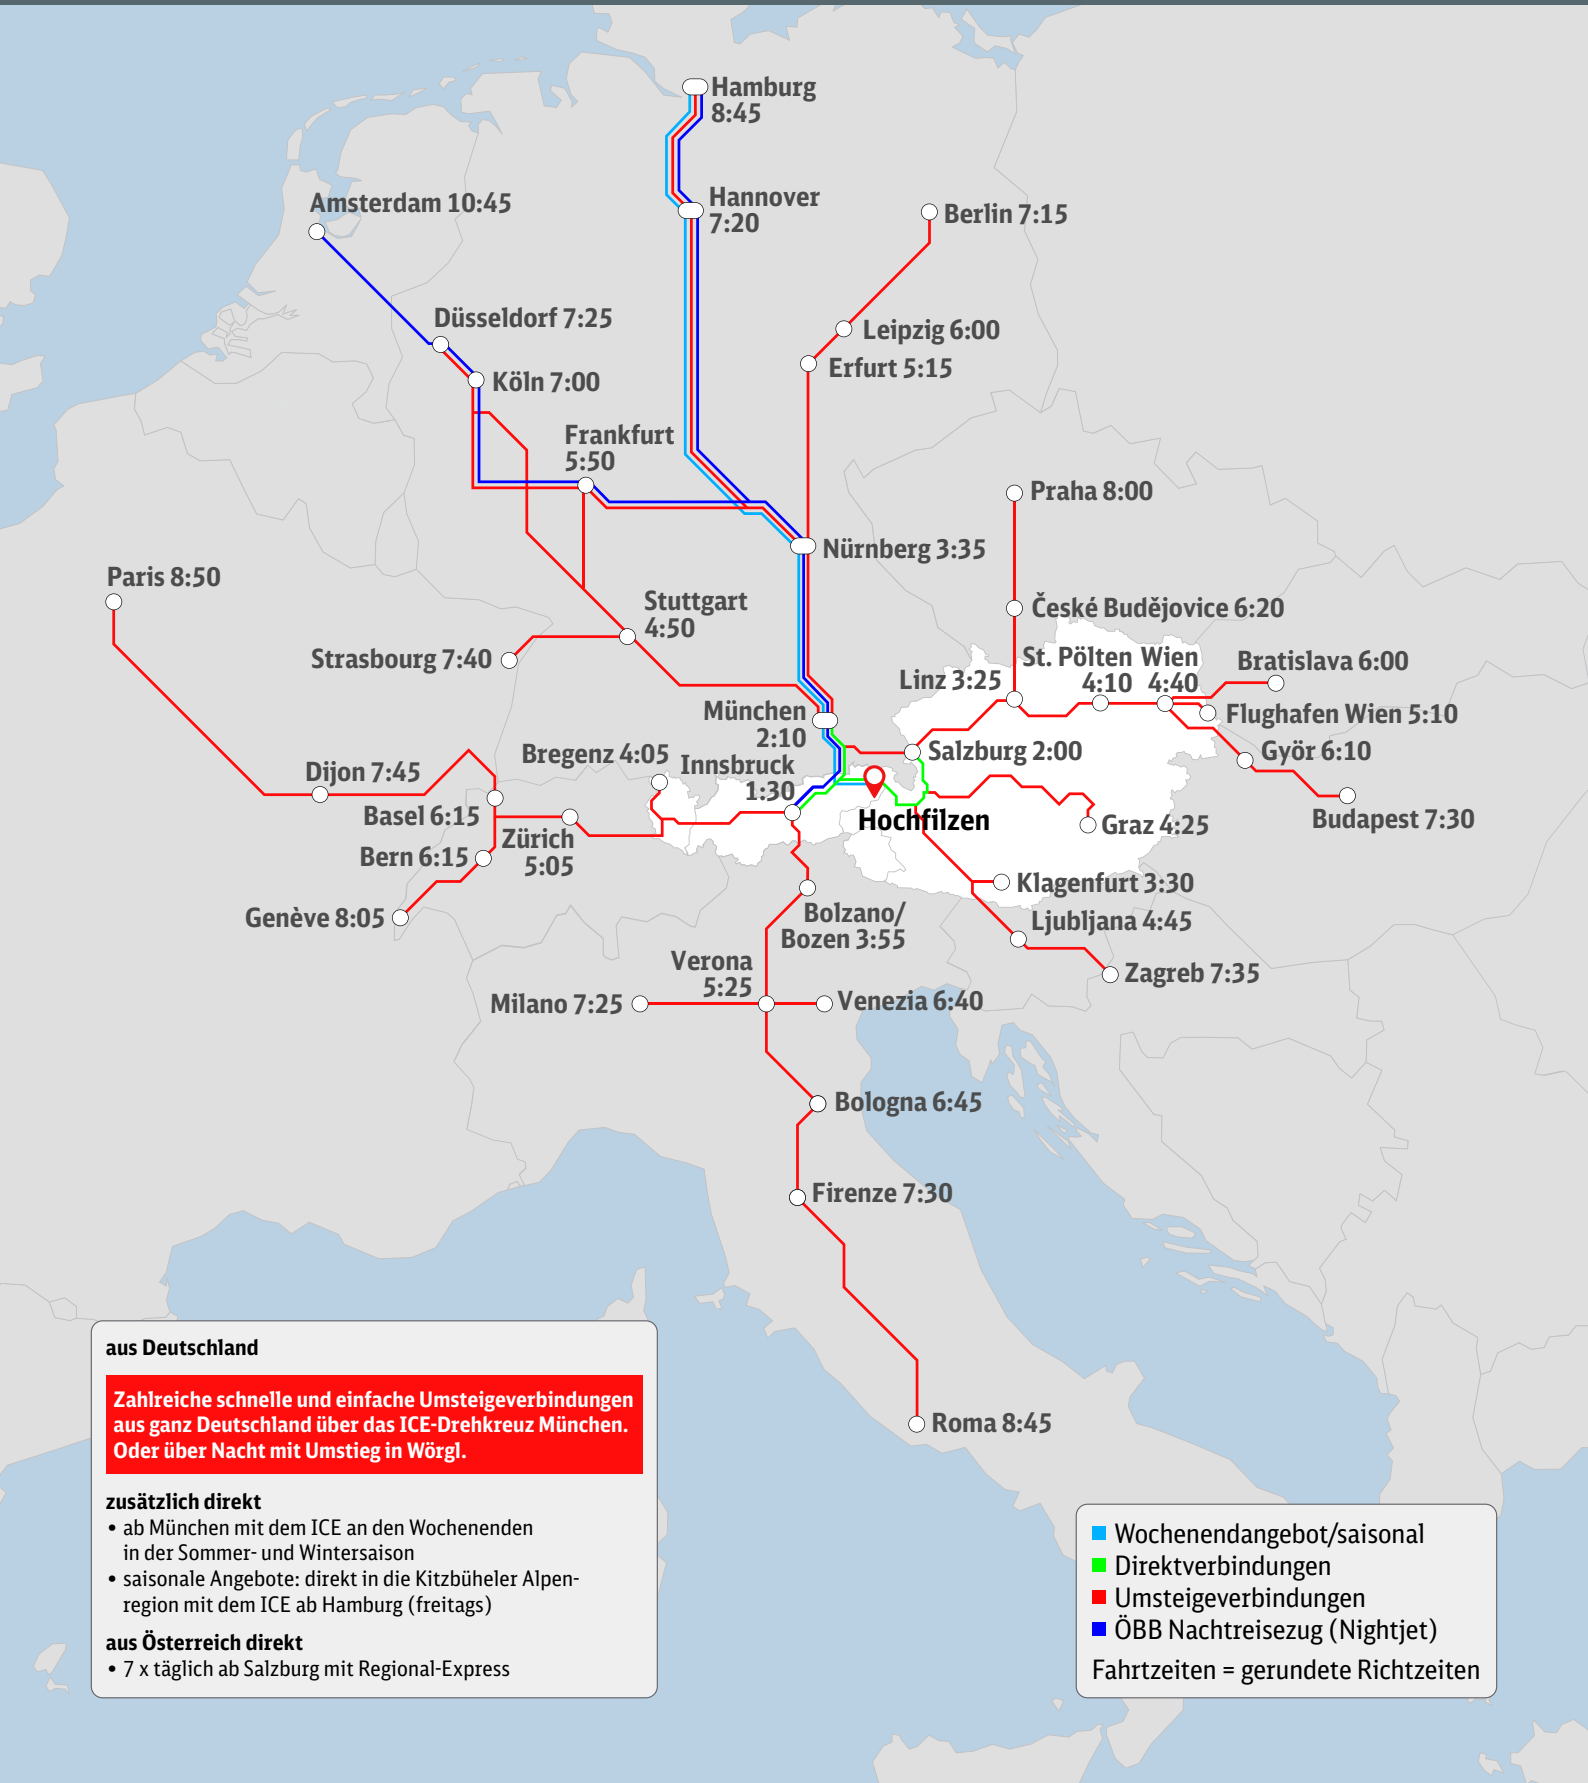 Hamburg
8:45
Amsterdam 10:45
Hannover
7:20
Berlin 7:15
Düsseldorf 7:25
Leipzig 6:00
Erfurt 5:15
Köln 7:00
Frankfurt
5:50
Praha 8:00
Nürnberg 3:35
Paris 8:50
Stuttgart
4:50
České Budějovice 6:20
Strasbourg 7:40
St. Pölten
4:10
Wien
4:40
Bratislava 6:00
Linz 3:25
München
2:10
Flughafen Wien 5:10
Bregenz 4:05
Innsbruck
1:30
Salzburg 2:00
Györ 6:10
Dijon 7:45
Basel 6:15
Hochfilzen
Graz 4:25
Budapest 7:30
Zürich
5:05
Bern 6:15
Klagenfurt 3:30
Genève 8:05
Bolzano/
Bozen 3:55
Ljubljana 4:45
Verona
5:25
Zagreb 7:35
Milano 7:25
Venezia 6:40
Bologna 6:45
Firenze 7:30
Roma 8:45
aus Deutschland
Zahlreiche schnelle und einfache Umsteigeverbindungen
aus ganz Deutschland über das ICE-Drehkreuz München.
Oder über Nacht mit Umstieg in Wörgl.
zusätzlich direkt
• ab München mit dem ICE an den Wochenenden
in der Sommer- und Wintersaison
• saisonale Angebote: direkt in die Kitzbüheler Alpen-
region mit dem ICE ab Hamburg (freitags)
aus Österreich direkt
• 7 x täglich ab Salzburg mit Regional-Express
Wochenendangebot/saisonal
Direktverbindungen
Umsteigeverbindungen
ÖBB Nachtreisezug (Nightjet)
Fahrtzeiten = gerundete Richtzeiten